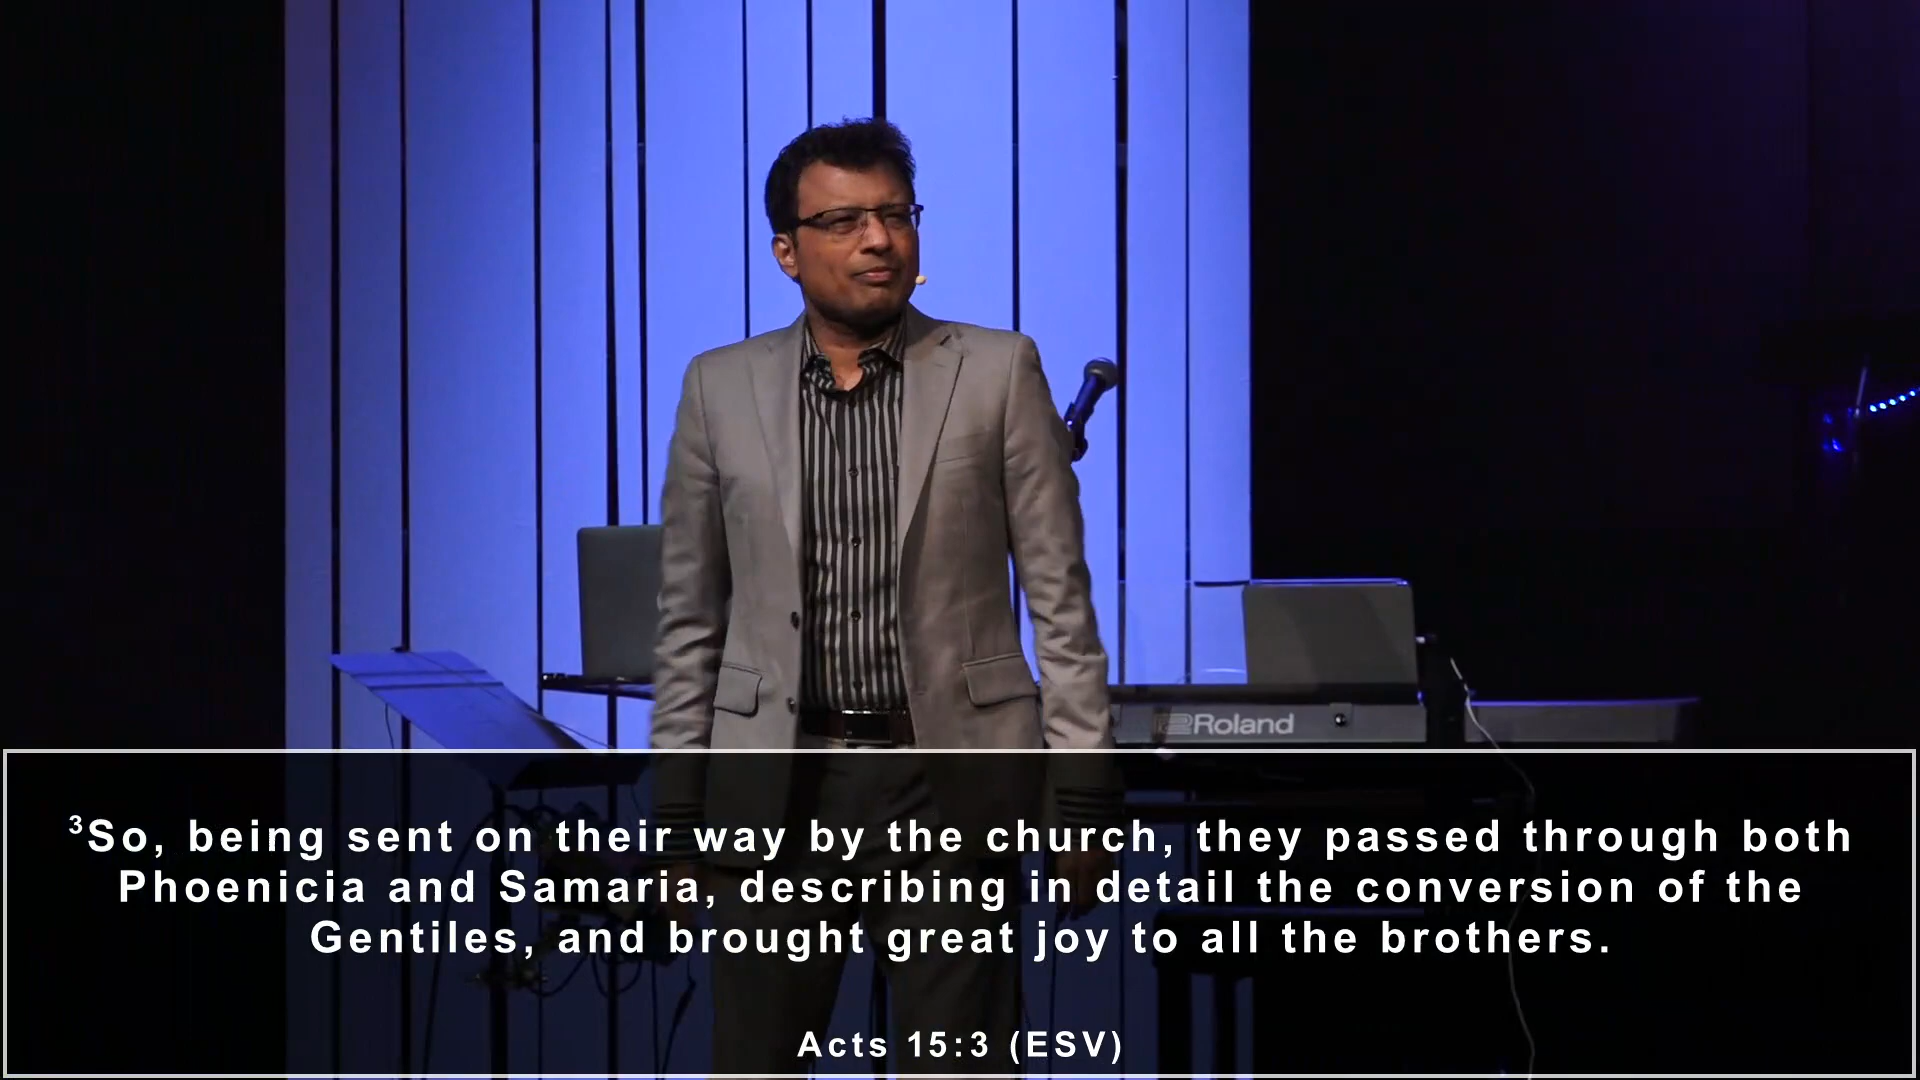 Roland
³So, being sent on their way by the church, they passed through both
Phoenicia and Samaria, describing in detail the conversion of the
Gentiles, and brought great joy to all the brothers.
Acts 15:3 (ESV)